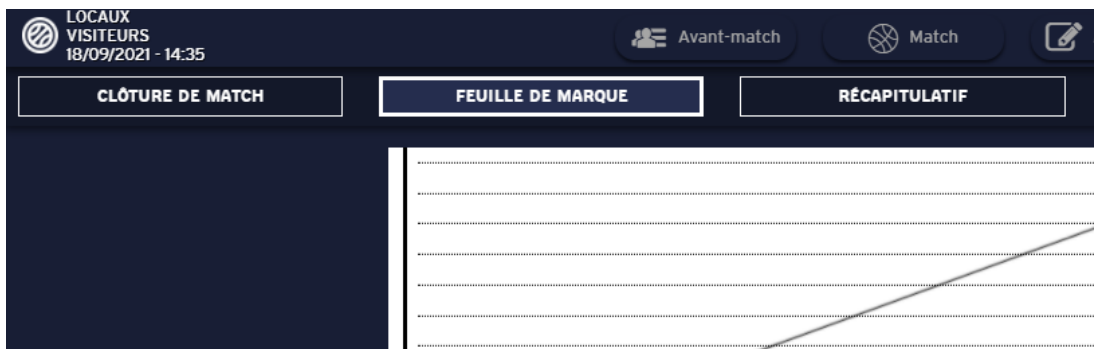 LOCAUX
VISITEURS
18/09/2021 - 14:35
Avant-match
Match
CLÔTURE DE MATCH
FEUILLE DE MARQUE
RÉCAPITULATIF